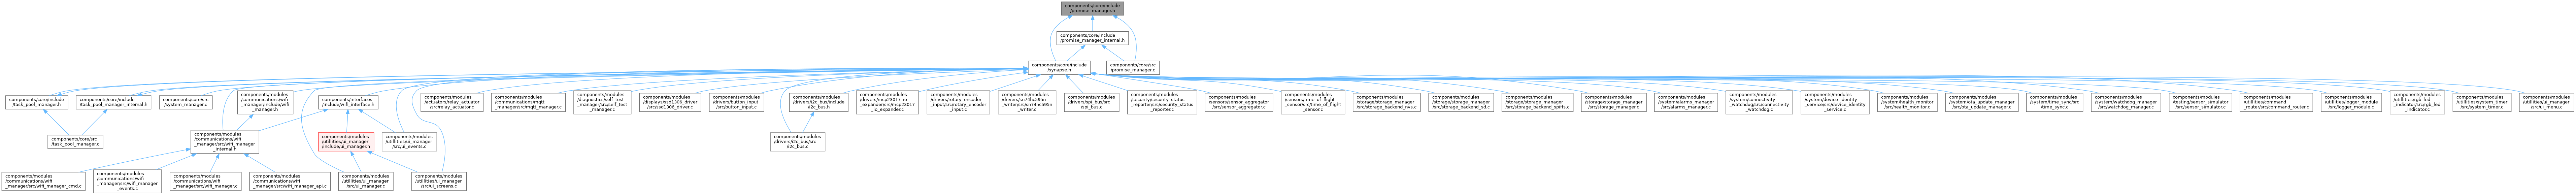 components/core/include
/promise_manager.h
components/core/include
/promise_manager_internal.h
components/core/include
/synapse.h
components/core/src
/promise_manager.c
components/core/include
/task_pool_manager.h
components/core/include
/task_pool_manager_internal.h
components/core/src
/system_manager.c
components/modules
/communications/wifi
_manager/include/wifi
_manager.h
components/interfaces
/include/wifi_interface.h
components/modules
/actuators/relay_actuator
/src/relay_actuator.c
components/modules
/communications/mqtt
_manager/src/mqtt_manager.c
components/modules
/diagnostics/self_test
_manager/src/self_test
_manager.c
components/modules
/displays/ssd1306_driver
/src/ssd1306_driver.c
components/modules
/drivers/button_input
/src/button_input.c
components/modules
/drivers/i2c_bus/include
/i2c_bus.h
components/modules
/drivers/mcp23017_io
_expander/src/mcp23017
_io_expander.c
components/modules
/drivers/rotary_encoder
_input/src/rotary_encoder
_input.c
components/modules
/drivers/sn74hc595n
_writer/src/sn74hc595n
_writer.c
components/modules
/drivers/spi_bus/src
/spi_bus.c
components/modules
/security/security_status
_reporter/src/security_status
_reporter.c
components/modules
/sensors/sensor_aggregator
/src/sensor_aggregator.c
components/modules
/sensors/time_of_flight
_sensor/src/time_of_flight
_sensor.c
components/modules
/storage/storage_manager
/src/storage_backend_nvs.c
components/modules
/storage/storage_manager
/src/storage_backend_sd.c
components/modules
/storage/storage_manager
/src/storage_backend_spiffs.c
components/modules
/storage/storage_manager
/src/storage_manager.c
components/modules
/system/alarms_manager
/src/alarms_manager.c
components/modules
/system/connectivity
_watchdog/src/connectivity
_watchdog.c
components/modules
/system/device_identity
_service/src/device_identity
_service.c
components/modules
/system/health_monitor
/src/health_monitor.c
components/modules
/system/ota_update_manager
/src/ota_update_manager.c
components/modules
/system/time_sync/src
/time_sync.c
components/modules
/system/watchdog_manager
/src/watchdog_manager.c
components/modules
/testing/sensor_simulator
/src/sensor_simulator.c
components/modules
/utilities/command
_router/src/command_router.c
components/modules
/utilities/logger_module
/src/logger_module.c
components/modules
/utilities/rgb_led
_indicator/src/rgb_led
_indicator.c
components/modules
/utilities/system_timer
/src/system_timer.c
components/modules
/utilities/ui_manager
/src/ui_menu.c
components/core/src
/task_pool_manager.c
components/modules
/communications/wifi
_manager/src/wifi_manager
_internal.h
components/modules
/utilities/ui_manager
/include/ui_manager.h
components/modules
/utilities/ui_manager
/src/ui_events.c
components/modules
/drivers/i2c_bus/src
/i2c_bus.c
components/modules
/communications/wifi
_manager/src/wifi_manager_cmd.c
components/modules
/communications/wifi
_manager/src/wifi_manager
_events.c
components/modules
/communications/wifi
_manager/src/wifi_manager.c
components/modules
/communications/wifi
_manager/src/wifi_manager_api.c
components/modules
/utilities/ui_manager
/src/ui_manager.c
components/modules
/utilities/ui_manager
/src/ui_screens.c